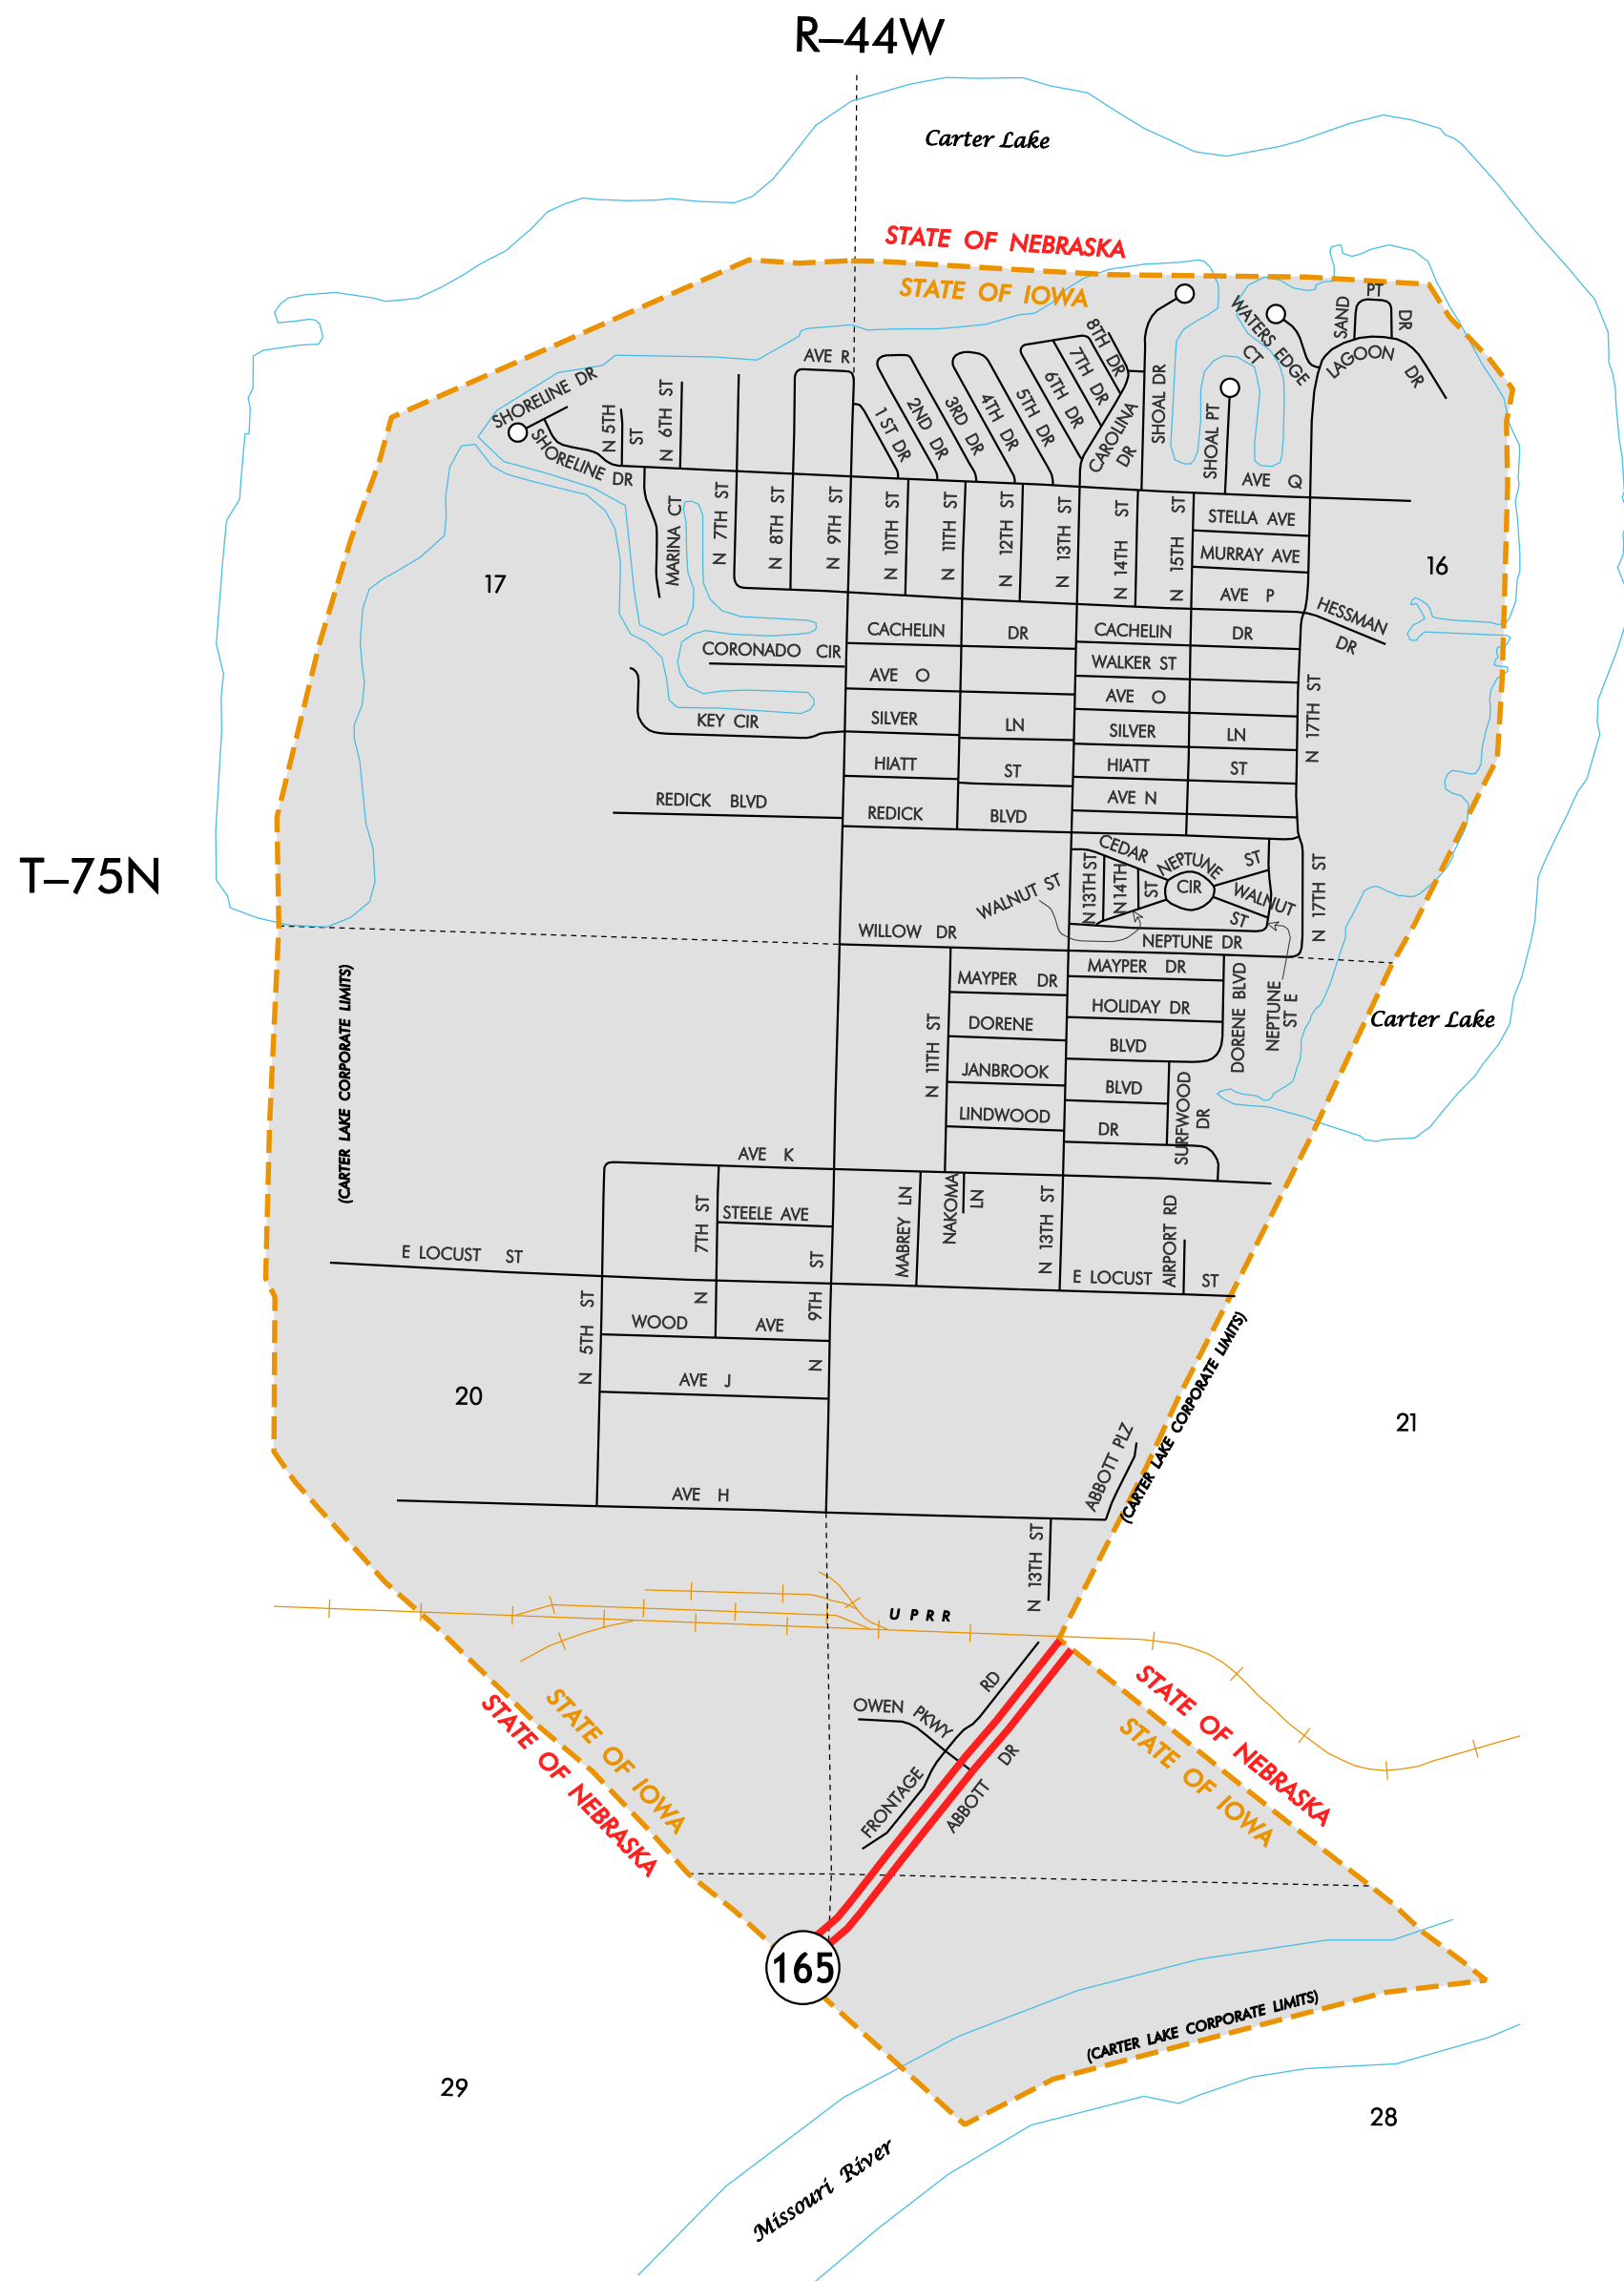 R–44W
Carter Lake
STATE OF NEBRASKA
STATE OF IOWA
SHORELINE DR
SHORELINE DR
N 5TH ST
N 6TH ST
AVE R
1 ST DR
2ND DR
3RD DR
4TH DR
5TH DR
6TH DR
7TH DR
8TH DR
CAROLINA DR
SHOAL DR
SHOAL PT
WATERS EDGE CT
SAND PT DR
LAGOON DR
AVE Q
MARINA CT
N 7TH ST
N 8TH ST
N 9TH ST
N 10TH ST
N 11TH ST
N 12TH ST
N 13TH ST
N 14TH ST
N 15TH ST
STELLA AVE
MURRAY AVE
AVE P
HESSMAN DR
17
16
CACHELIN DR
CACHELIN DR
CORONADO CIR
WALKER ST
AVE O
AVE O
N 17TH ST
KEY CIR
SILVER LN
SILVER LN
HIATT ST
HIATT ST
AVE N
REDICK BLVD
REDICK BLVD
T–75N
CEDAR ST
NEPTUNE CIR
N 13TH ST
N 14TH ST
WALNUT ST
WALNUT ST
N 17TH ST
WILLOW DR
NEPTUNE DR
MAYPER DR
MAYPER DR
HOLIDAY DR
DORENE BLVD
NEPTUNE ST E
Carter Lake
(CARTER LAKE CORPORATE LIMITS)
N 11TH ST
DORENE BLVD
JANBROOK BLVD
LINDWOOD DR
SURFWOOD DR
AVE K
7TH ST
STEELE AVE
ST
MABREY LN
NAKOMA LN
N 13TH ST
AIRPORT RD
E LOCUST ST
E LOCUST ST
N 5TH ST
N
9TH
N
WOOD AVE
AVE J
20
21
(CARTER LAKE CORPORATE LIMITS)
ABBOTT PLZ
AVE H
N 13TH ST
U P R R
STATE OF IOWA
STATE OF NEBRASKA
OWEN PKWY
FRONTAGE RD
ABBOTT DR
STATE OF NEBRASKA
STATE OF IOWA
165
(CARTER LAKE CORPORATE LIMITS)
29
28
Missouri River